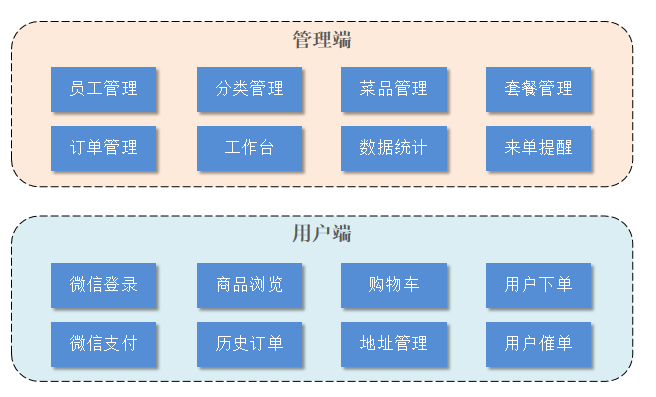 管理端
员工管理 分类管理 菜品管理 套餐管理
订单管理 工作台 数据统计 来单提醒
用户端
微信登录 商品浏览 购物车 用户下单
微信支付 历史订单 地址管理 用户催单